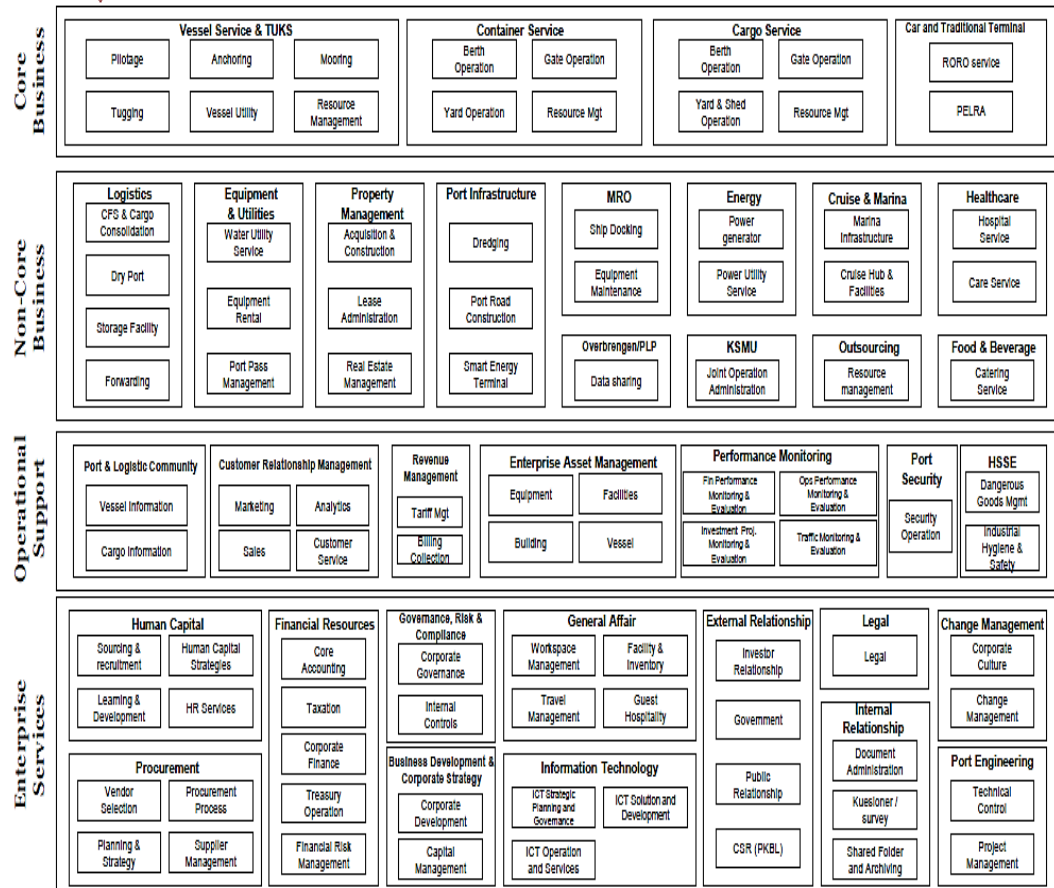 Core
Business
Vessel Service & TUKS
Pilotage
Anchoring
Mooring
Tugging
Vessel Utility
Resource
Management
Container Service
Berth
Operation
Gate Operation
Yard Operation
Resource Mgt
Cargo Service
Berth
Operation
Gate Operation
Yard & Shed
Operation
Resource Mgt
Car and Traditional Terminal
RORO service
PELRA
Non-Core
Business
Logistics
CFS & Cargo
Consolidation
Dry Port
Storage Facility
Forwarding
Equipment
& Utilities
Water Utility
Service
Equipment
Rental
Port Pass
Management
Property
Management
Acquisition &
Construction
Lease
Administration
Real Estate
Management
Port Infrastructure
Dredging
Port Road
Construction
Smart Energy
Terminal
MRO
Ship Docking
Equipment
Maintenance
Energy
Power
generator
Power Utility
Service
Cruise & Marina
Marina
Infrastructure
Cruise Hub &
Facilities
Healthcare
Hospital
Service
Care Service
Overbrengen/PLP
Data sharing
KSMU
Joint Operation
Administration
Outsourcing
Resource
management
Food & Beverage
Catering
Service
Operational
Support
Port & Logistic Community
Vessel Information
Cargo Information
Customer Relationship Management
Marketing
Analytics
Sales
Customer
Service
Revenue
Management
Tariff Mgt
Billing
Collection
Enterprise Asset Management
Equipment
Facilities
Building
Vessel
Performance Monitoring
Fin Performance
Monitoring &
Evaluation
Ops Performance
Monitoring &
Evaluation
Investment Proj.
Monitoring &
Evaluation
Traffic Monitoring &
Evaluation
Port
Security
Security
Operation
HSSE
Dangerous
Goods Mgmt
Industrial
Hygiene &
Safety
Enterprise
Services
Human Capital
Sourcing &
recruitment
Human Capital
Strategies
Learning &
Development
HR Services
Procurement
Vendor
Selection
Procurement
Process
Planning &
Strategy
Supplier
Management
Financial Resources
Core
Accounting
Taxation
Corporate
Finance
Treasury
Operation
Financial Risk
Management
Governance, Risk &
Compliance
Corporate
Governance
Internal
Controls
Business Development &
Corporate Strategy
Corporate
Development
Capital
Management
General Affair
Workspace
Management
Facility &
Inventory
Travel
Management
Guest
Hospitality
Information Technology
ICT Strategic
Planning and
Governance
ICT Solution and
Development
ICT Operation
and Services
External Relationship
Investor
Relationship
Government
Public
Relationship
CSR (PKBL)
Legal
Legal
Internal
Relationship
Document
Administration
Kuesioner /
survey
Shared Folder
and Archiving
Change Management
Corporate
Culture
Change
Management
Port Engineering
Technical
Control
Project
Management